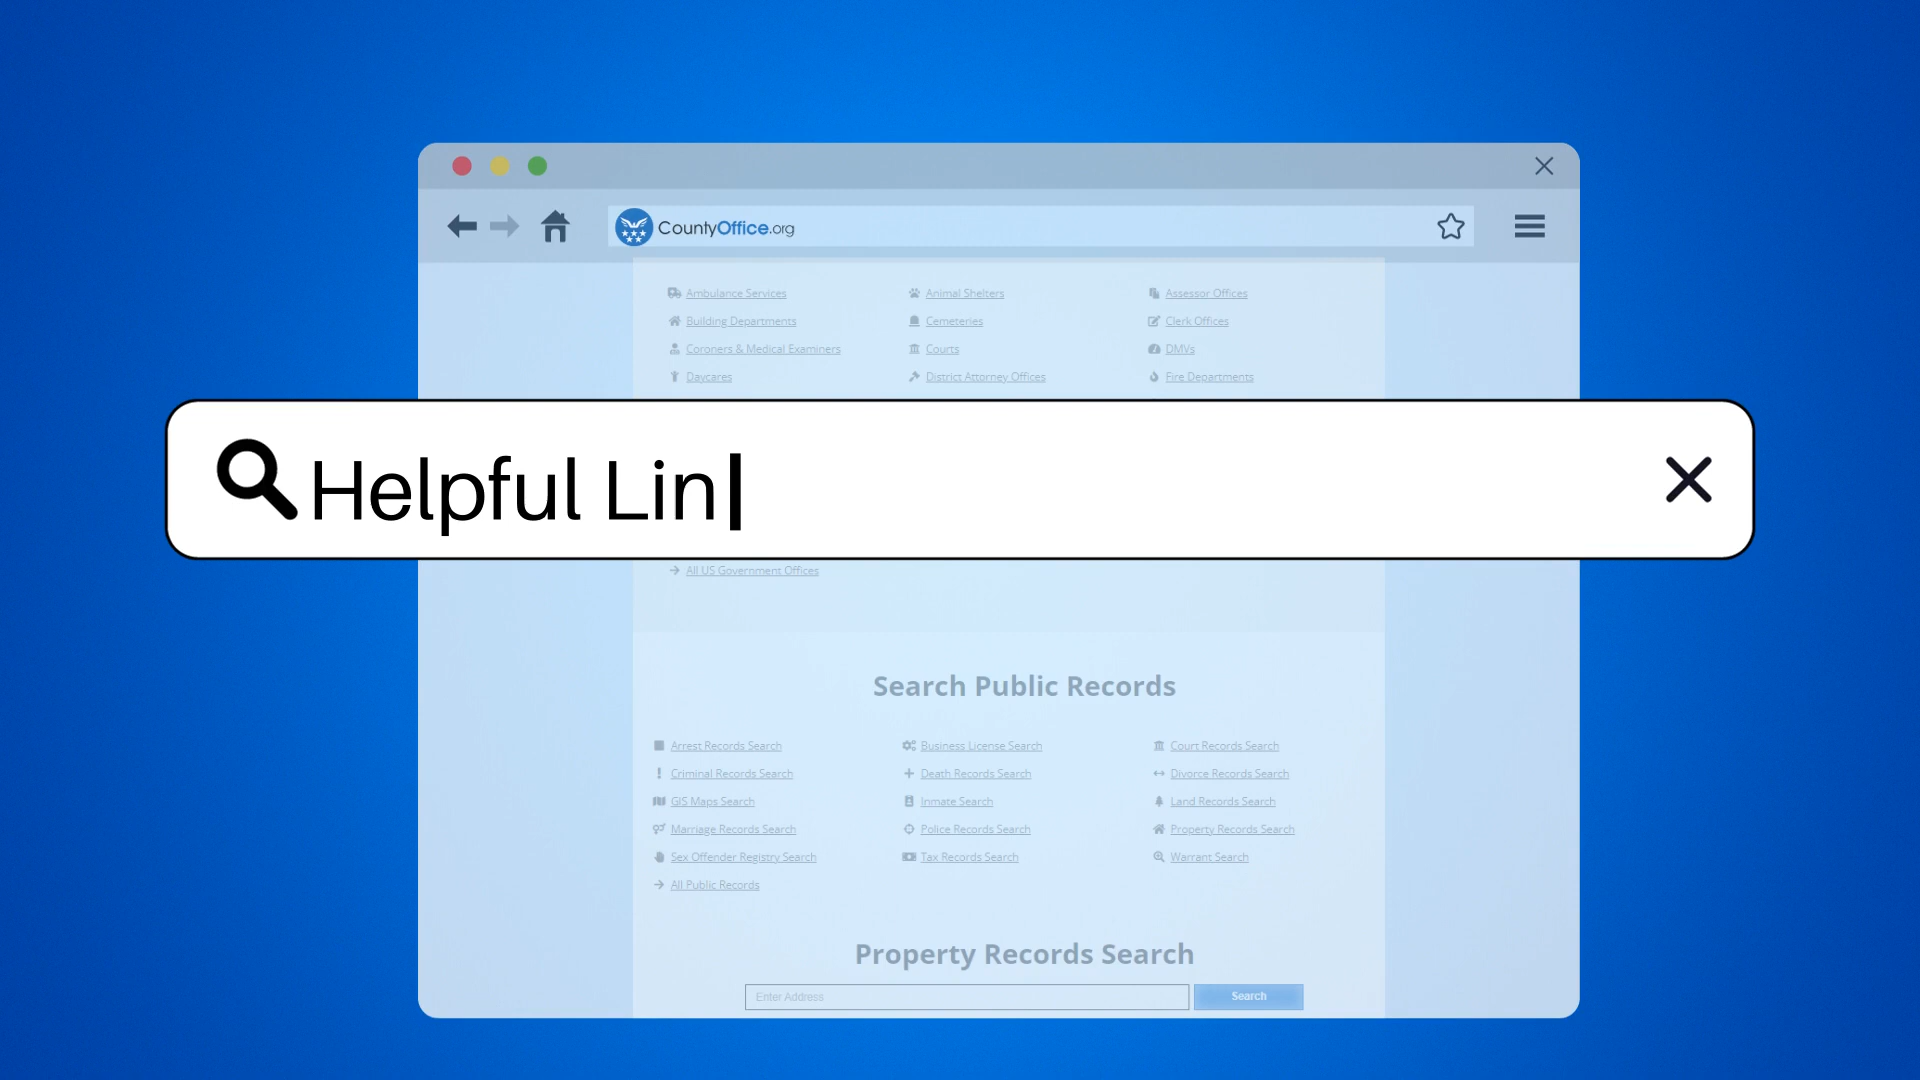 CountyOffice.org
Ambulance Services Animal Shelters Assessor Offices
Building Departments Cemeteries Clerk Offices
Coroners & Medical Examiners Courts DMVs
Daycares District Attorney Offices Fire Departments
Helpful Lin
All US Government Offices
Search Public Records
Arrest Records Search Business License Search Court Records Search
Criminal Records Search Death Records Search Divorce Records Search
GIS Maps Search Inmate Search Land Records Search
Marriage Records Search Police Records Search Property Records Search
Sex Offender Registry Search Tax Records Search Warrant Search
All Public Records
Property Records Search
Enter Address Search